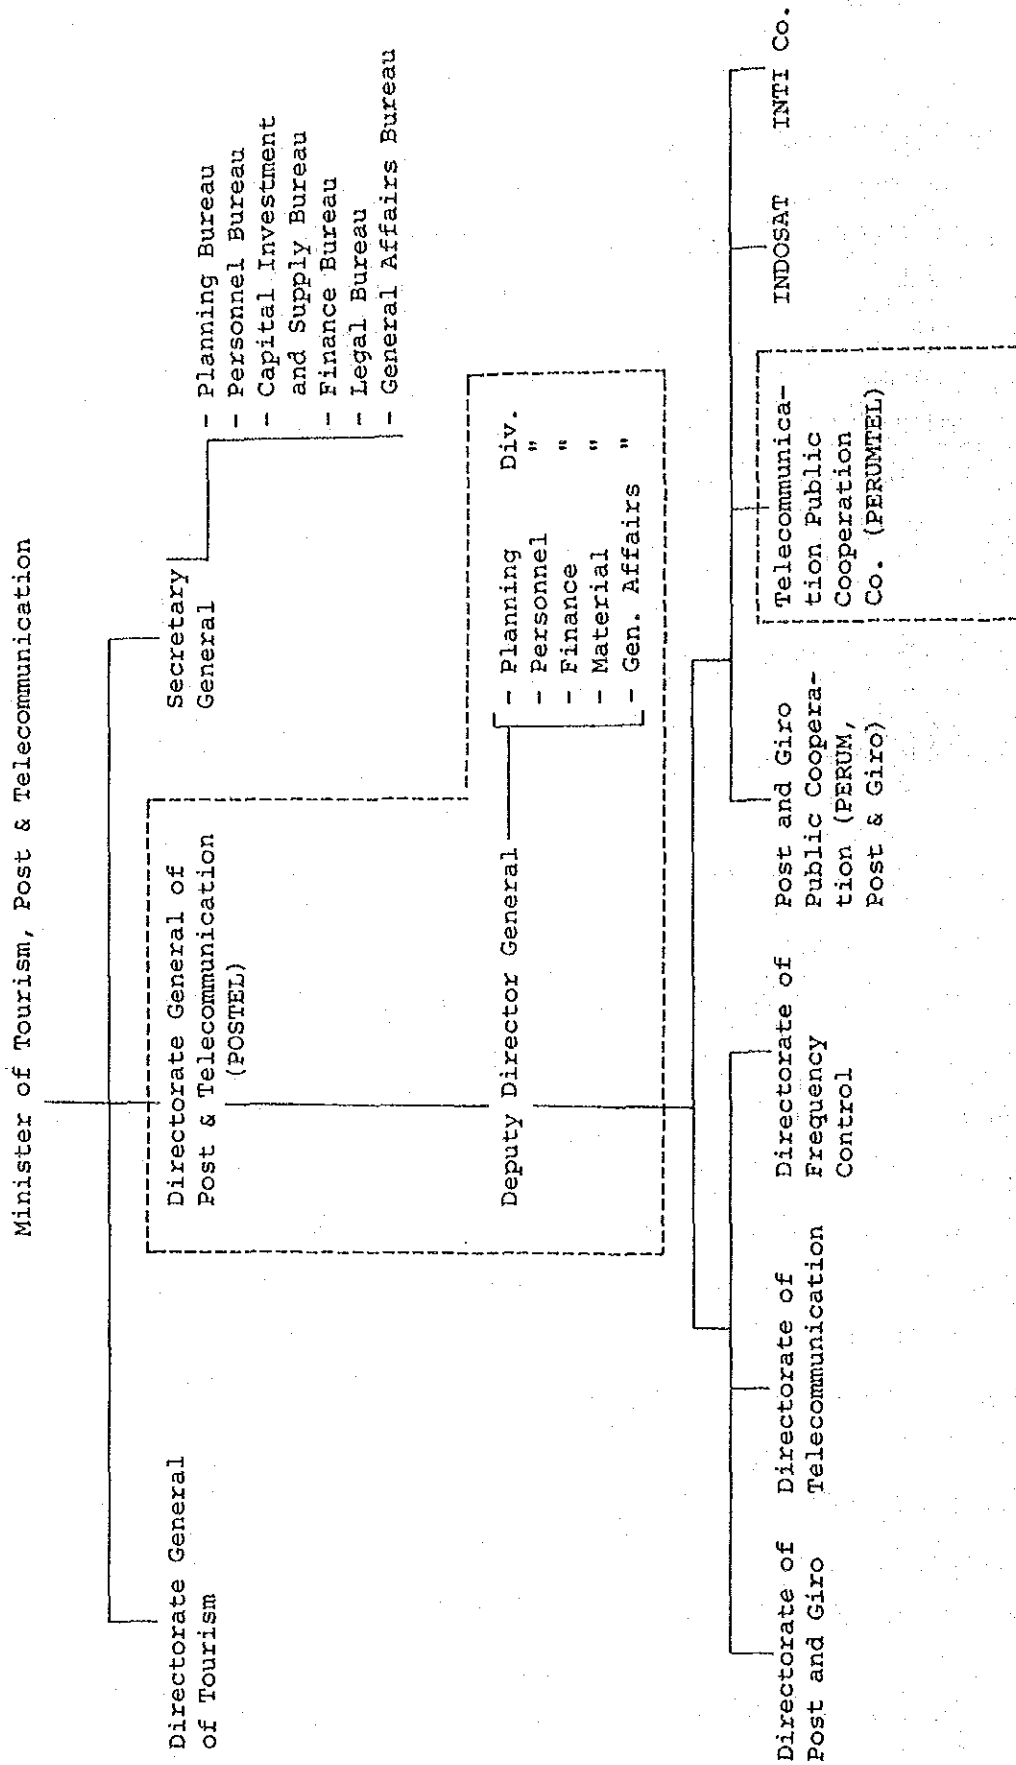 Minister of Tourism, Post & Telecommunication
Directorate General
of Tourism
Directorate General of
Post & Telecommunication
(POSTEL)
Secretary
General
- Planning Bureau
- Personnel Bureau
- Capital Investment
and Supply Bureau
- Finance Bureau
- Legal Bureau
- General Affairs Bureau
Deputy Director General
- Planning Div.
- Personnel "
- Finance "
- Material "
- Gen. Affairs "
Directorate of
Post and Giro
Directorate of
Telecommunication
Directorate of
Frequency
Control
Post and Giro
Public Coopera-
tion (PERUM,
Post & Giro)
Telecommunica-
tion Public
Cooperation
Co. (PERUMTEL)
INDOSAT
INTI Co.